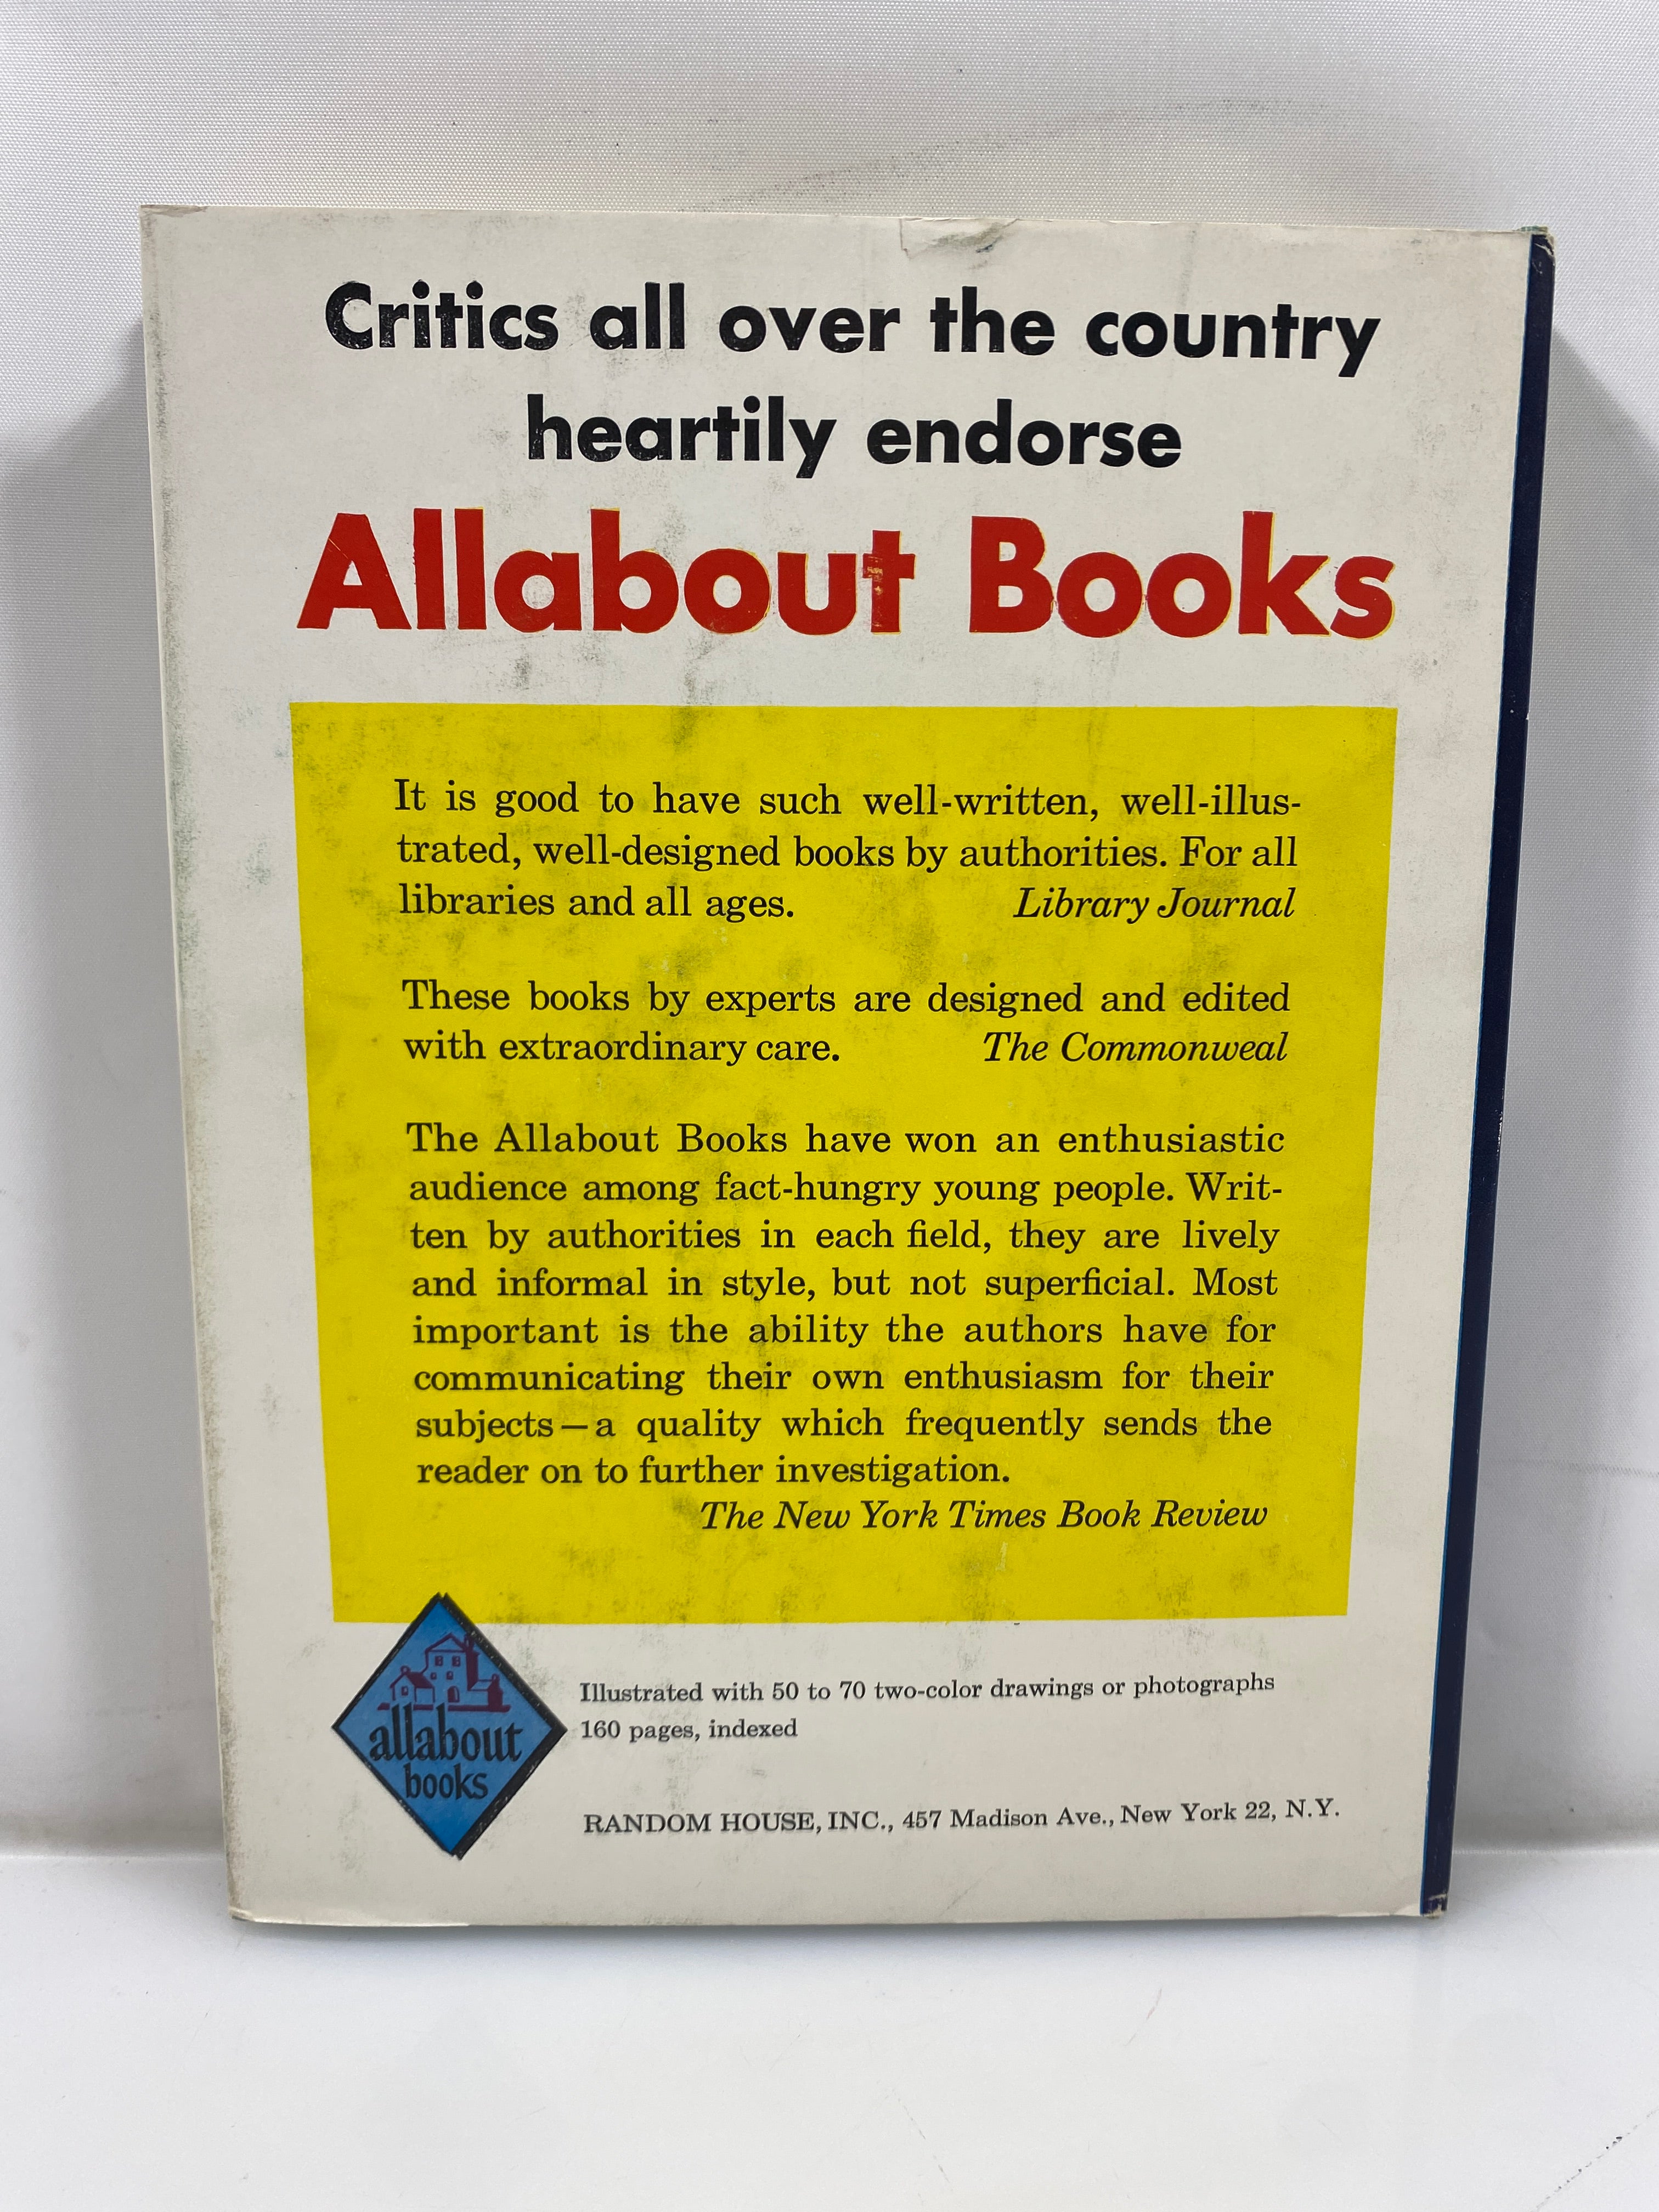 Critics all over the country
heartily endorse
Allabout Books
It is good to have such well-written, well-illus-
trated, well-designed books by authorities. For all
libraries and all ages. Library Journal
These books by experts are designed and edited
with extraordinary care. The Commonweal
The Allabout Books have won an enthusiastic
audience among fact-hungry young people. Writ-
ten by authorities in each field, they are lively
and informal in style, but not superficial. Most
important is the ability the authors have for
communicating their own enthusiasm for their
subjects—a quality which frequently sends the
reader on to further investigation.
The New York Times Book Review
allabout
books
Illustrated with 50 to 70 two-color drawings or photographs
160 pages, indexed
RANDOM HOUSE, INC., 457 Madison Ave., New York 22, N.Y.